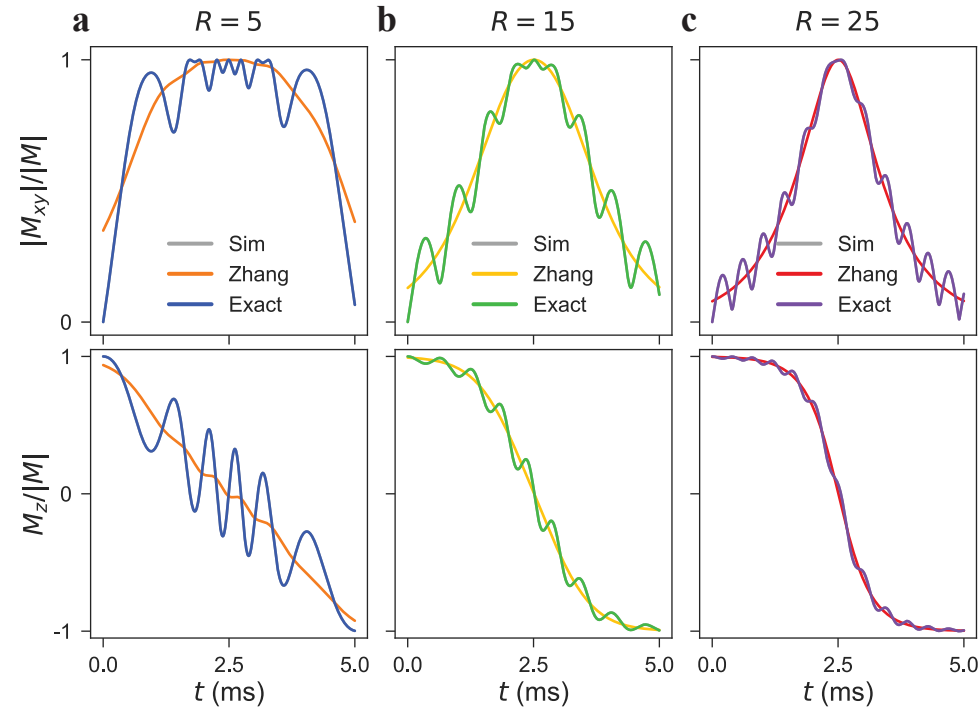 a R = 5
b R = 15
c R = 25
|M_xy|/|M|
1
0
Sim
Zhang
Exact
Sim
Zhang
Exact
Sim
Zhang
Exact
M_z/|M|
1
0
-1
0.0 2.5 5.0
0.0 2.5 5.0
0.0 2.5 5.0
t (ms)
t (ms)
t (ms)